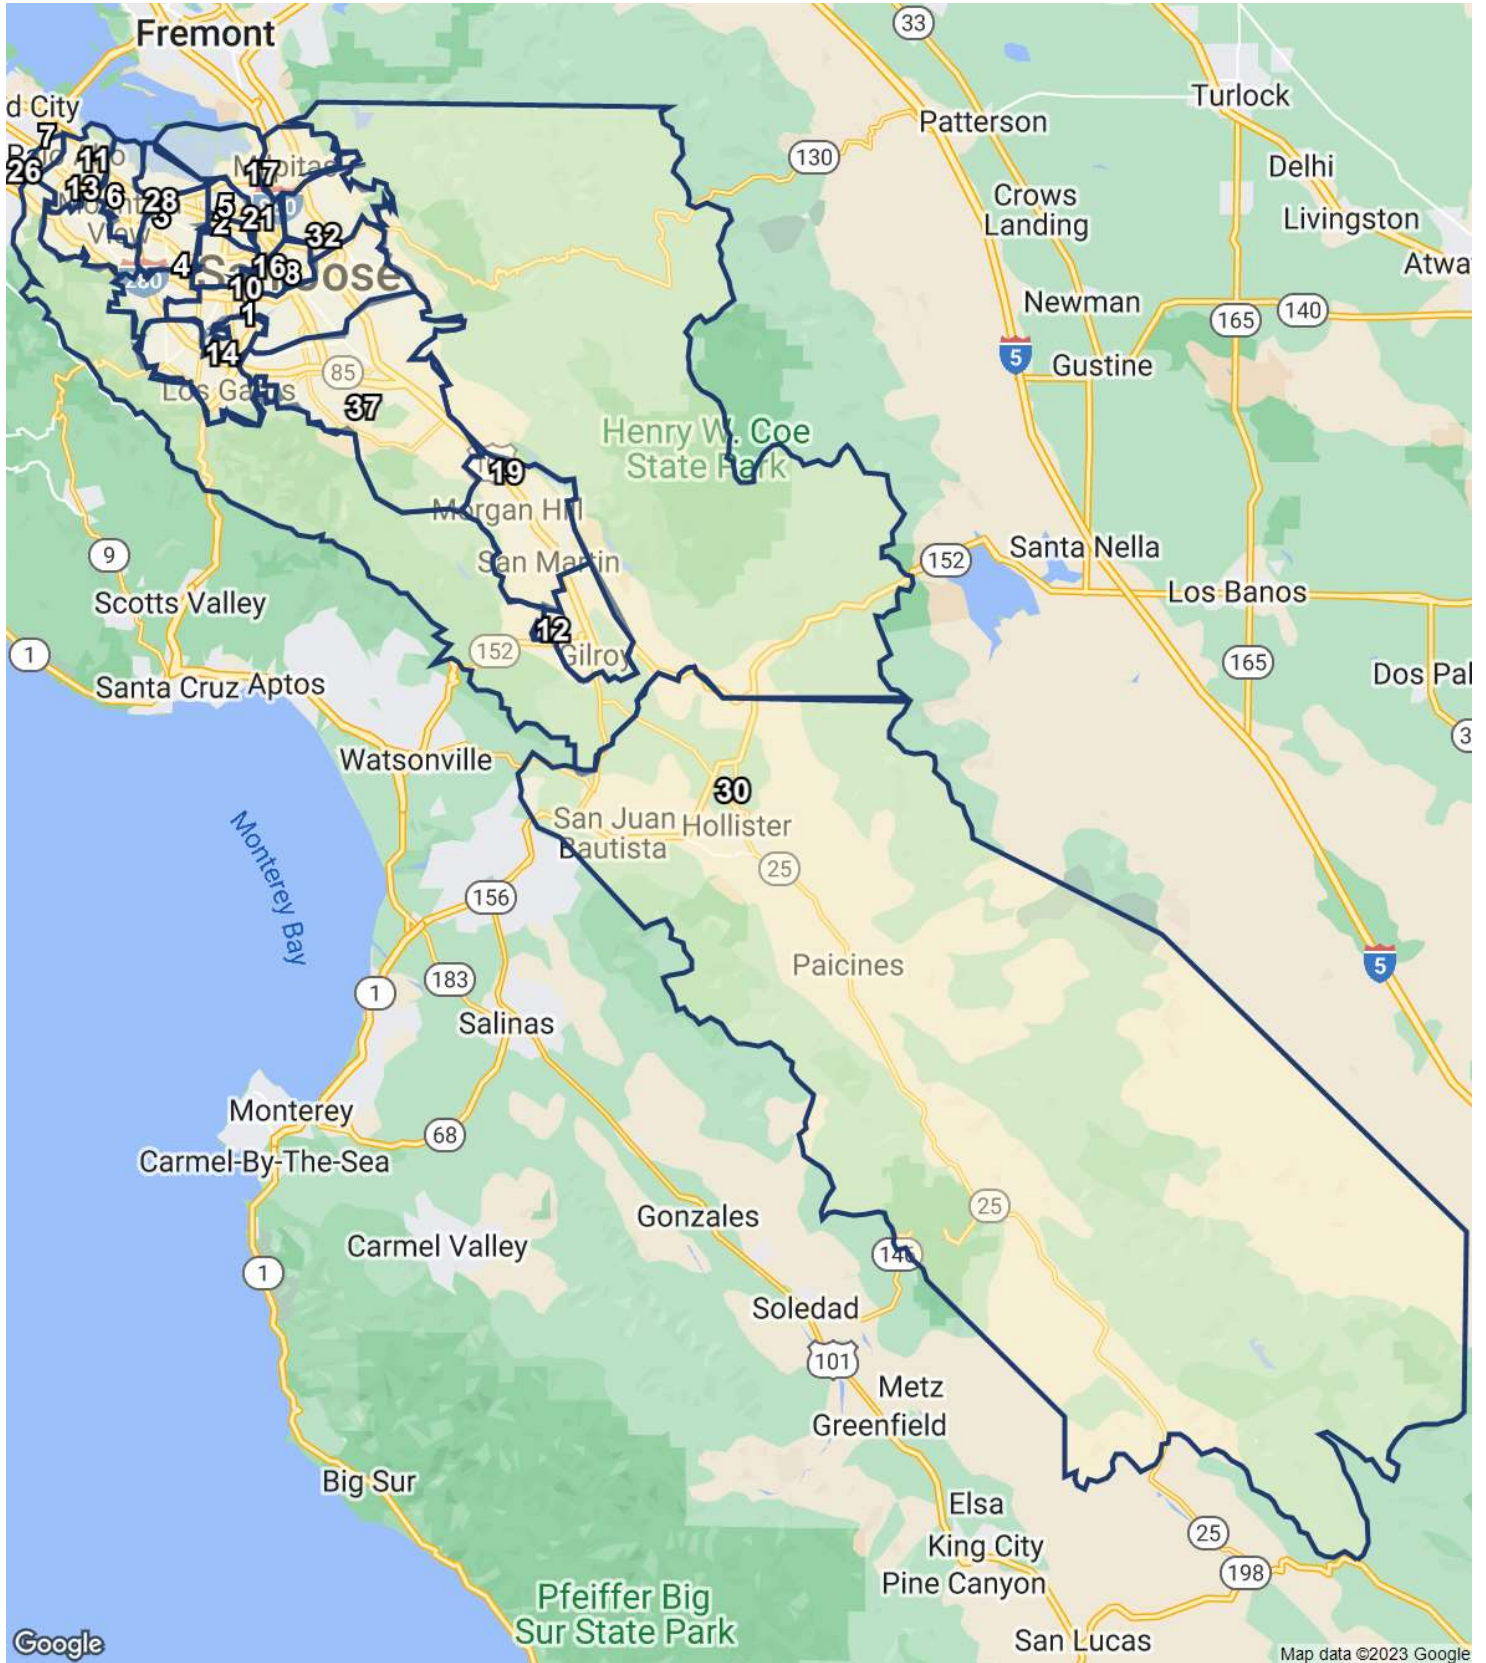 Fremont
33
Turlock
d City
Patterson
7
130
Delhi
11
26
17
Crows
Landing
13
6
28
5
3
2
21
Livingston
View
32
4
16
8
Atwa
San Jose
280
10
Newman
1
165
140
14
5
Gustine
85
Los Gatos
37
Henry W. Coe
State Park
19
Morgan Hill
9
San Martin
152
Santa Nella
Los Banos
Scotts Valley
12
1
152
Gilroy
165
Dos Pal
Santa Cruz
Aptos
3
Watsonville
30
San Juan
Bautista
Hollister
Monterey Bay
25
156
Paicines
5
183
1
Salinas
Monterey
68
Carmel-By-The-Sea
25
Gonzales
Carmel Valley
146
1
Soledad
101
Metz
Greenfield
Big Sur
Elsa
25
King City
198
Pine Canyon
Pfeiffer Big
Sur State Park
San Lucas
Google
Map data ©2023 Google